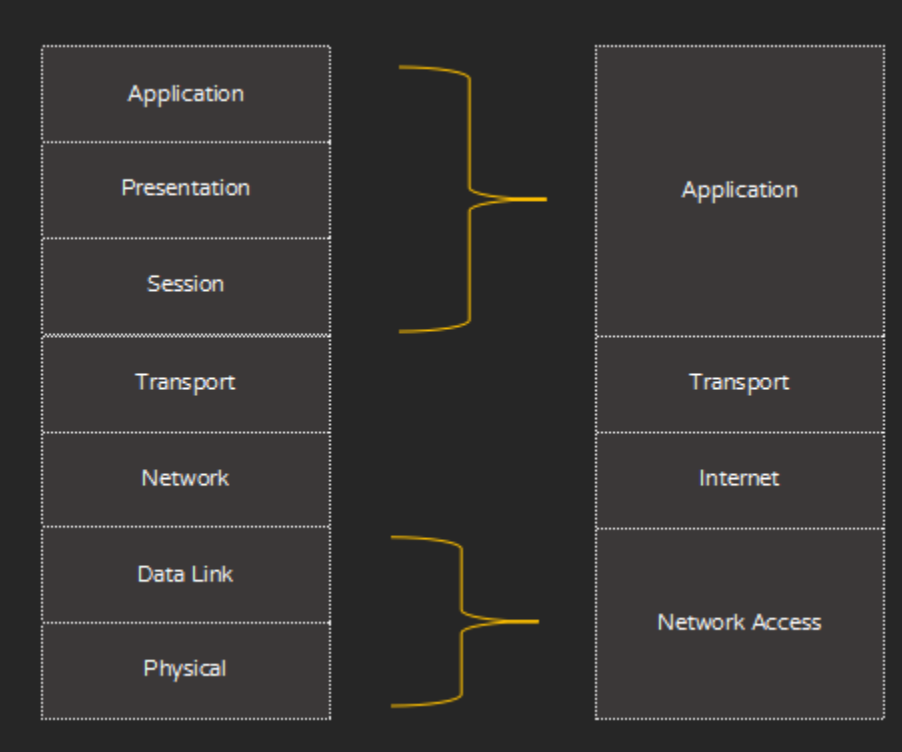 Application
Presentation
Session
Transport
Network
Data Link
Physical
Application
Transport
Internet
Network Access